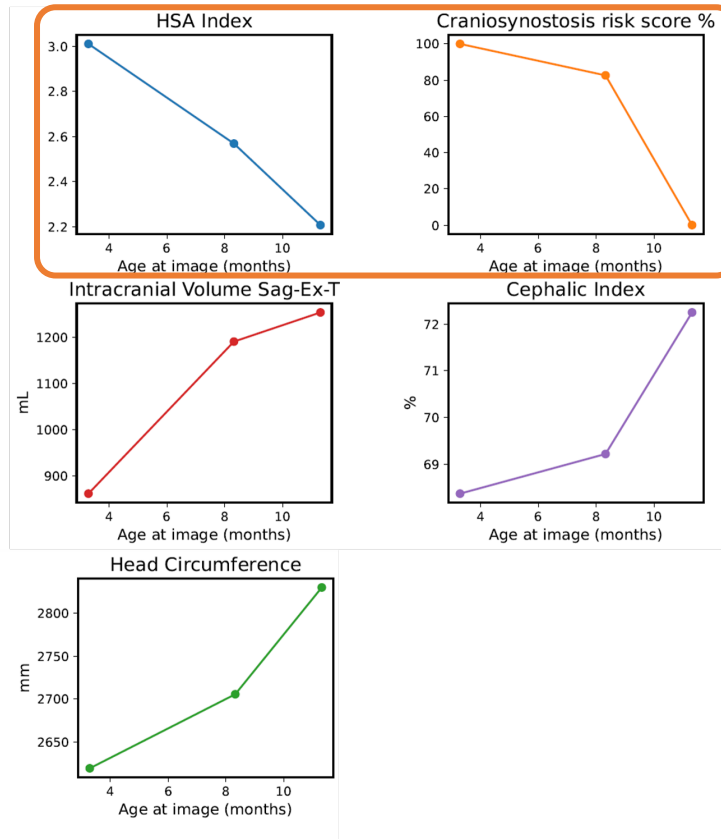 HSA Index
3.0
2.8
2.6
2.4
2.2
4 6 8 10
Age at image (months)
Craniosynostosis risk score %
100
80
60
40
20
0
4 6 8 10
Age at image (months)
Intracranial Volume Sag-Ex-T
mL
1200
1100
1000
900
4 6 8 10
Age at image (months)
Cephalic Index
%
72
71
70
69
4 6 8 10
Age at image (months)
Head Circumference
mm
2800
2750
2700
2650
4 6 8 10
Age at image (months)